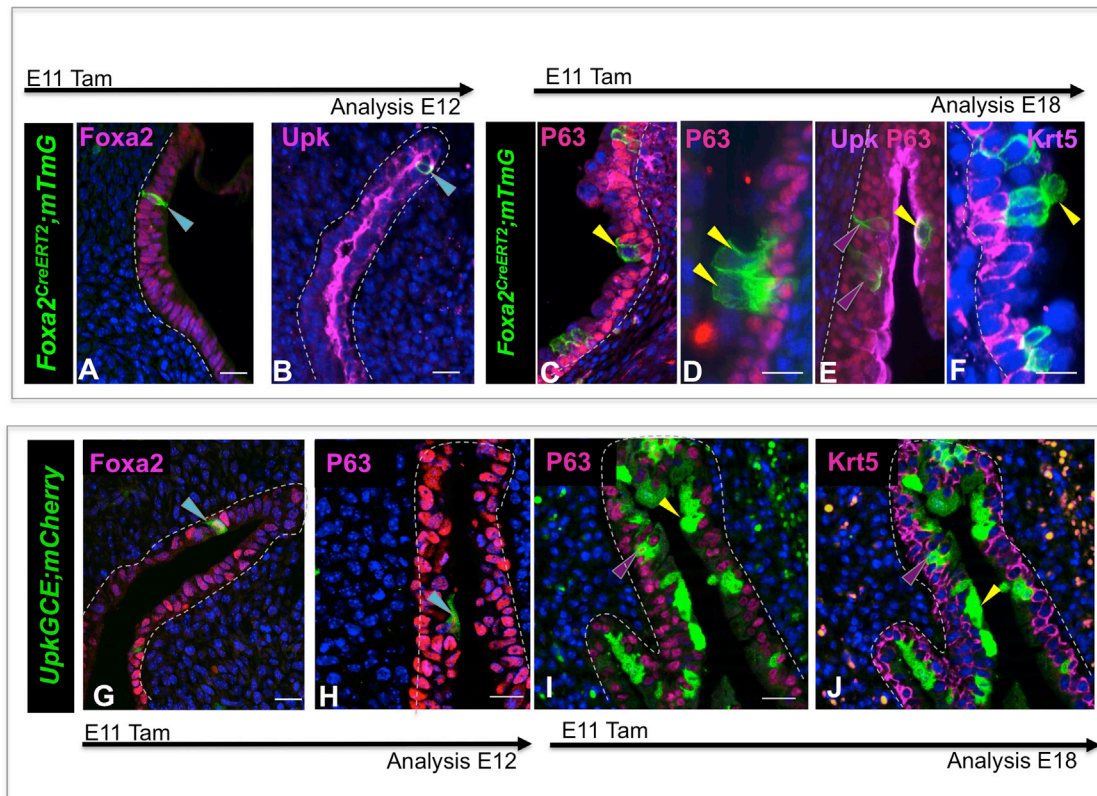 E11 Tam
Analysis E12
E11 Tam
Analysis E18
Foxa2CreERT2;mTmG
Foxa2
A
Upk
B
Foxa2CreERT2;mTmG
P63
C
P63
D
Upk P63
E
Krt5
F
UpkGCE;mCherry
Foxa2
G
P63
H
P63
I
Krt5
J
E11 Tam
Analysis E12
E11 Tam
Analysis E18